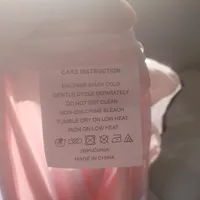 CARE INSTRUCTION
MACHINE WASH COLD
GENTLE CYCLE SEPARATELY
DO NOT DRY CLEAN
NON-CHLORINE BLEACH
TUMBLE DRY ON LOW HEAT
IRON ON LOW HEAT
MADE IN CHINA